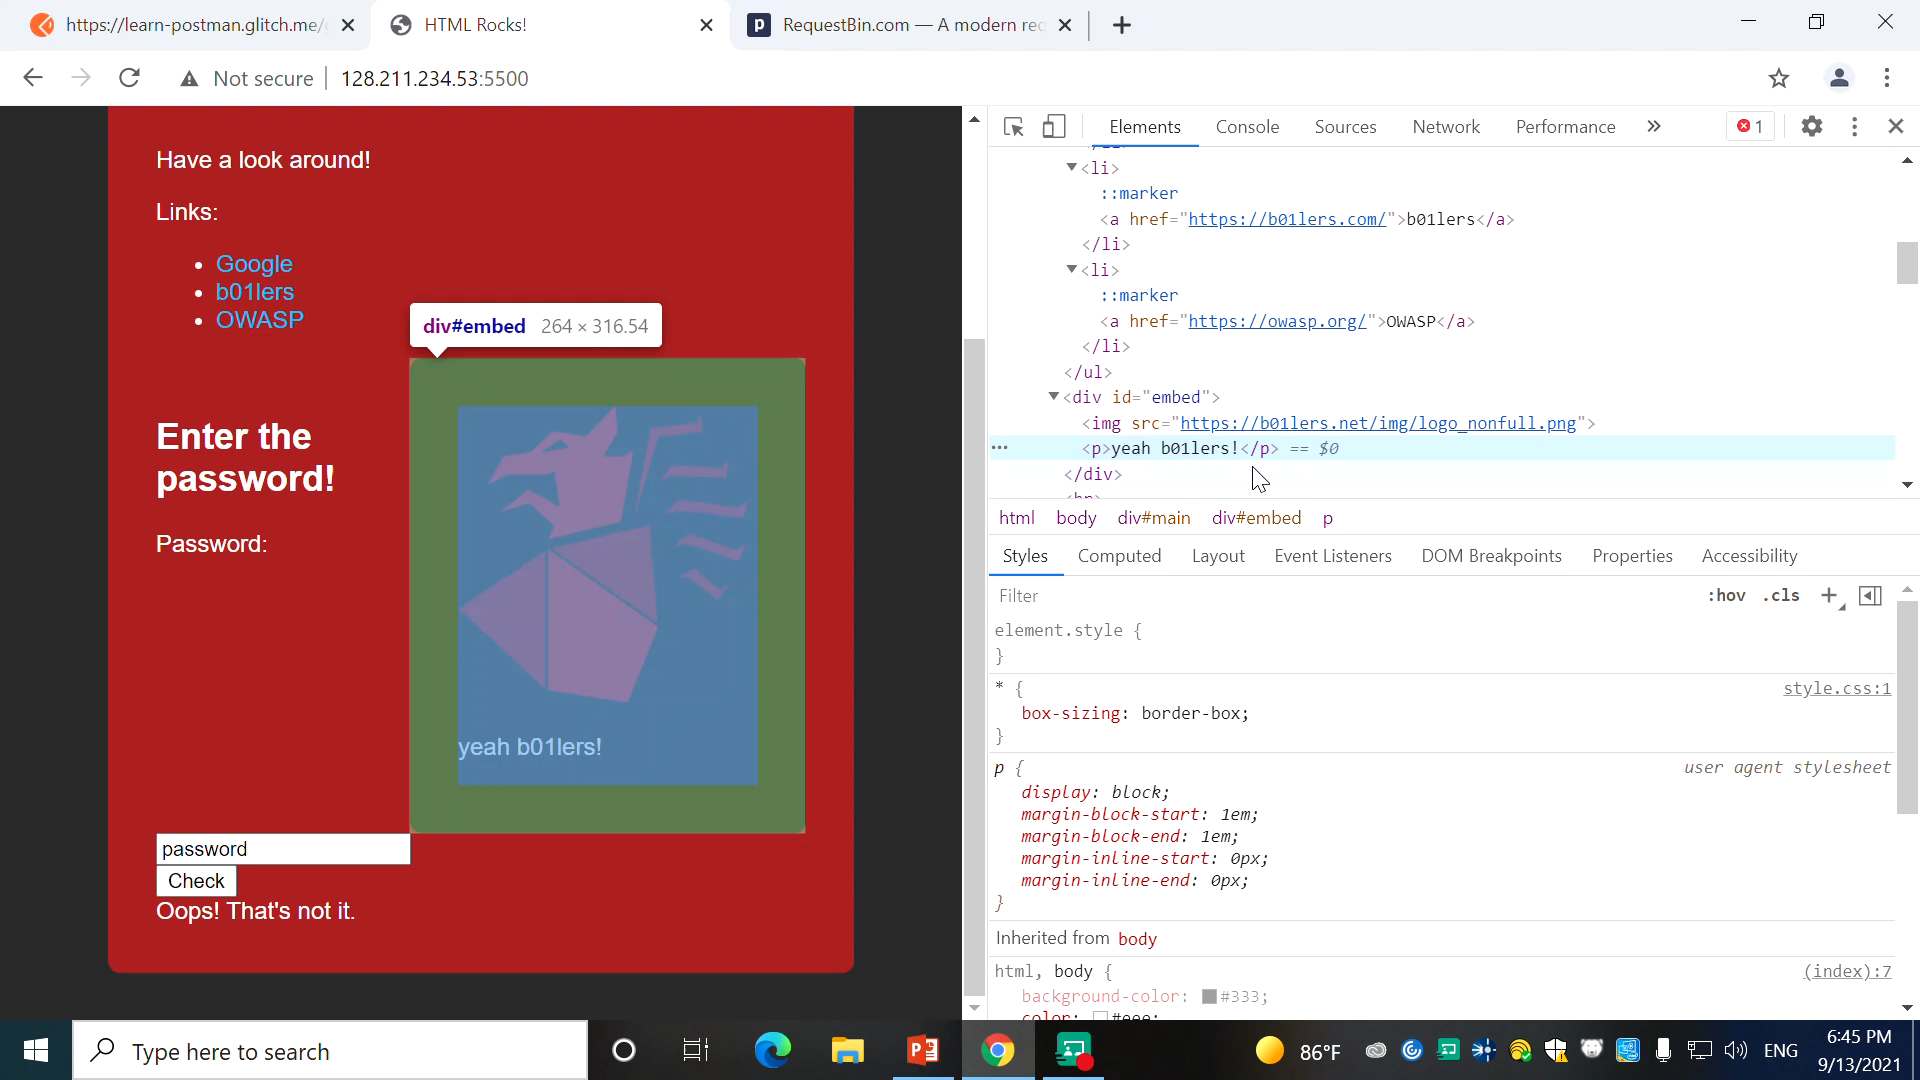 https://learn-postman.glitch.me/
HTML Rocks!
RequestBin.com — A modern rec
Not secure
128.211.234.53:5500
Have a look around!
Links:
Google
b01lers
OWASP
div#embed 264 × 316.54
Enter the
password!
Password:
yeah b01lers!
password
Check
Oops! That's not it.
Elements Console Sources Network Performance » 1
<li>
::marker
<a href="https://b01lers.com/">b01lers</a>
</li>
<li>
::marker
<a href="https://owasp.org/">OWASP</a>
</li>
</ul>
<div id="embed">
<img src="https://b01lers.net/img/logo_nonfull.png">
<p>yeah b01lers!</p> == $0
</div>
html body div#main div#embed p
Styles Computed Layout Event Listeners DOM Breakpoints Properties Accessibility
Filter :hov .cls
element.style {
}
* { style.css:1
box-sizing: border-box;
}
p { user agent stylesheet
display: block;
margin-block-start: 1em;
margin-block-end: 1em;
margin-inline-start: 0px;
margin-inline-end: 0px;
}
Inherited from body
html, body { (index):7
background-color: #333;
color: #eee;
Type here to search
86°F
ENG
6:45 PM
9/13/2021